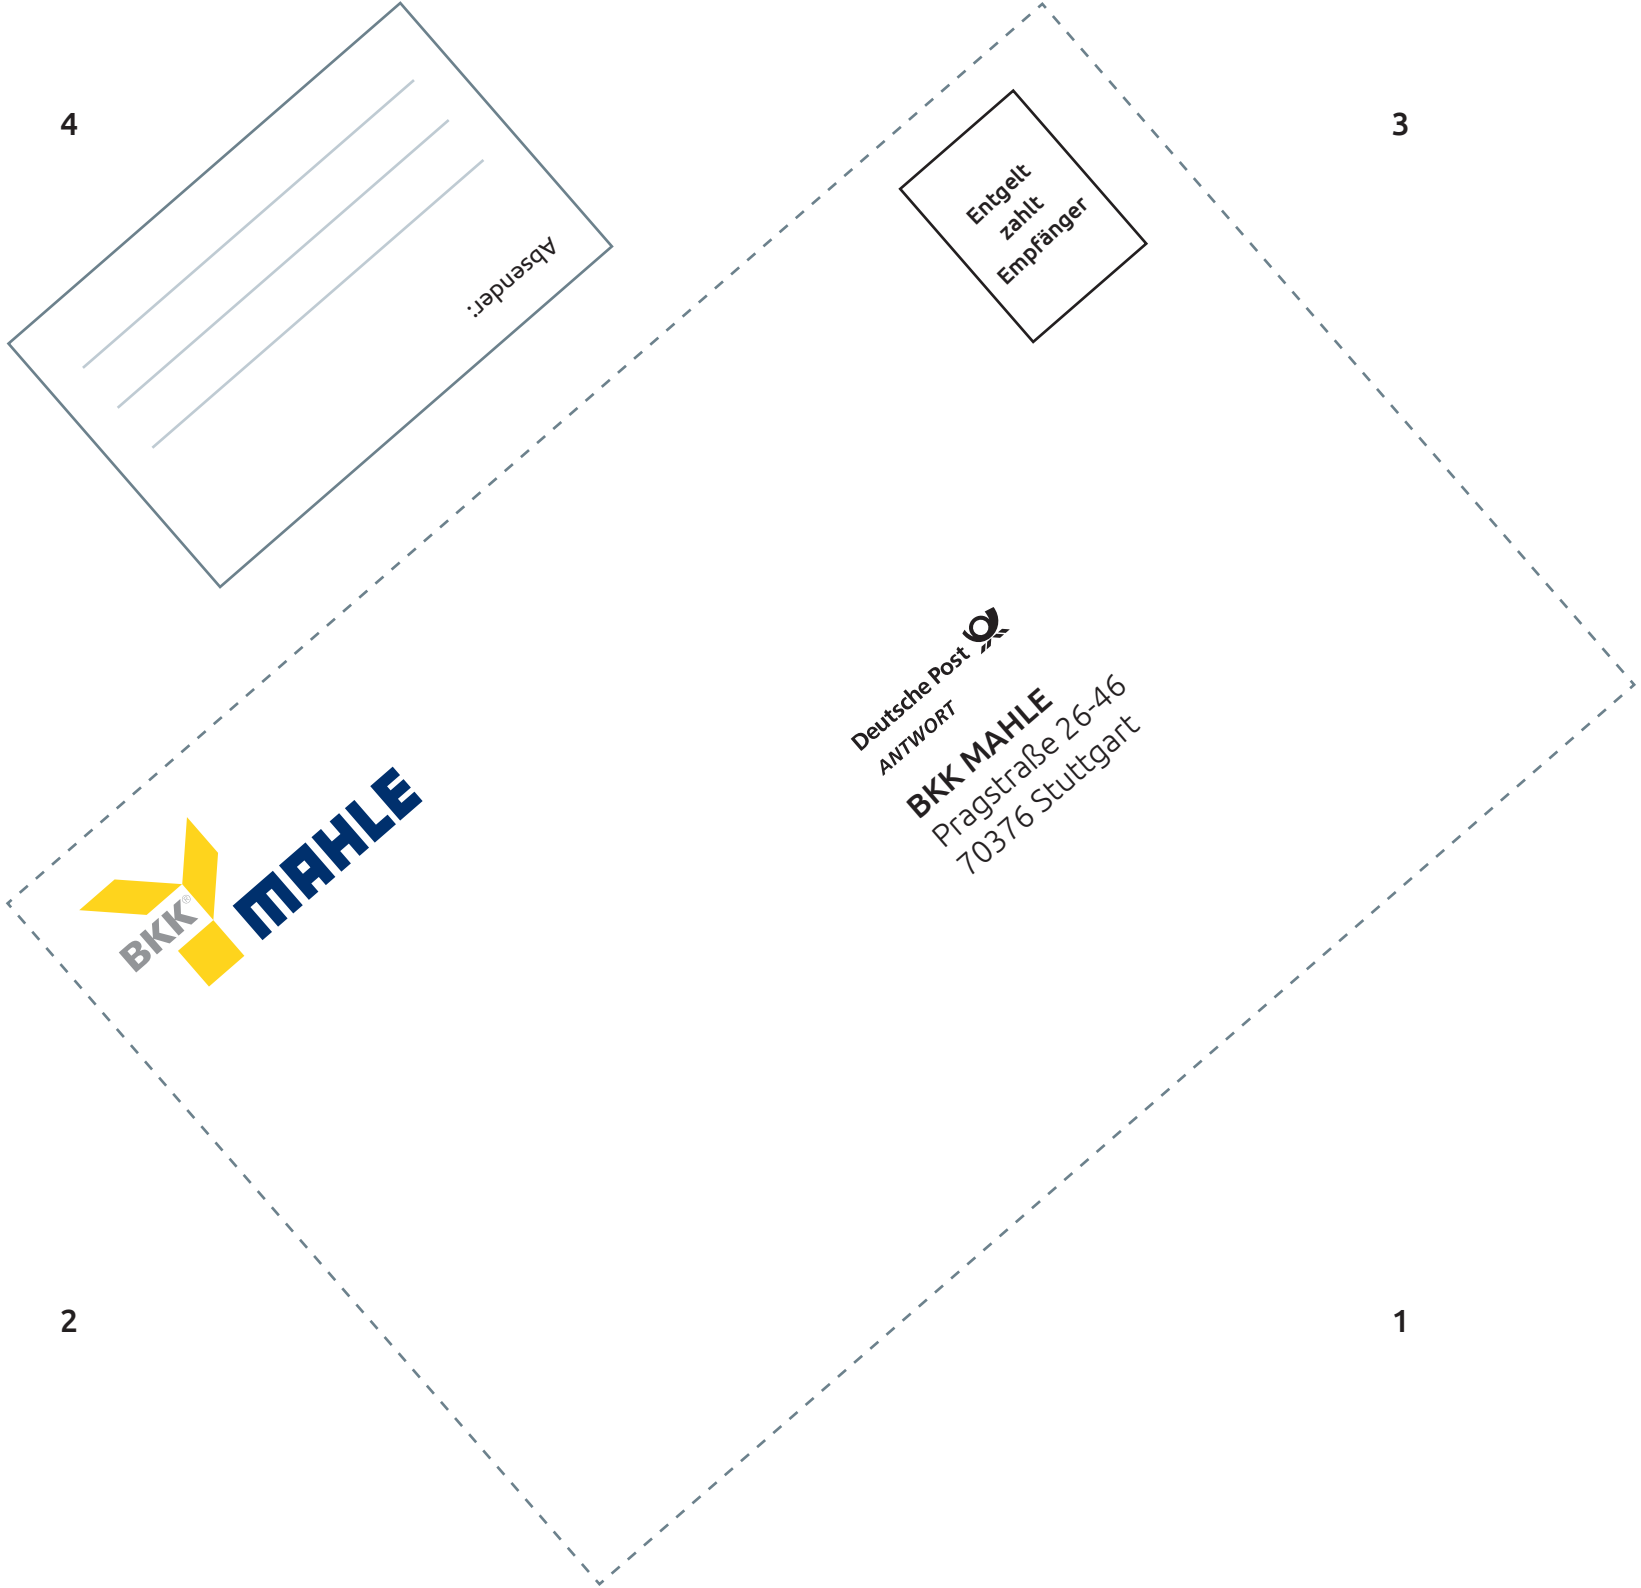 4
3
Absender:
Entgelt
zahlt
Empfänger
Deutsche Post
ANTWORT
BKK MAHLE
Pragstraße 26-46
70376 Stuttgart
BKK®
MAHLE
2
1